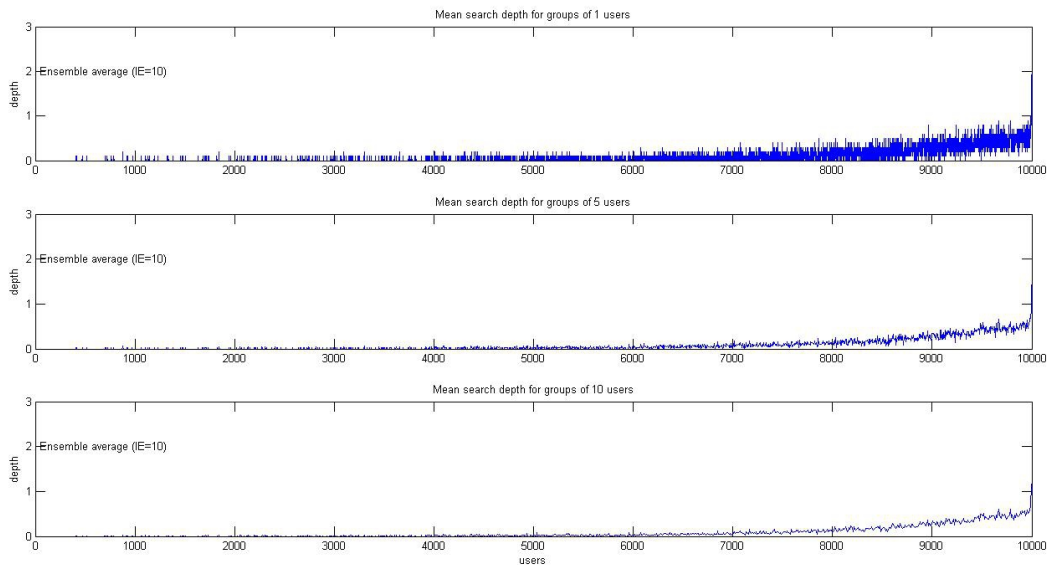 Mean search depth for groups of 1 users
3
2
1
0
depth
Ensemble average (IE=10)
0 1000 2000 3000 4000 5000 6000 7000 8000 9000 10000
Mean search depth for groups of 5 users
3
2
1
0
depth
Ensemble average (IE=10)
0 1000 2000 3000 4000 5000 6000 7000 8000 9000 10000
Mean search depth for groups of 10 users
3
2
1
0
depth
Ensemble average (IE=10)
0 1000 2000 3000 4000 5000 6000 7000 8000 9000 10000
users